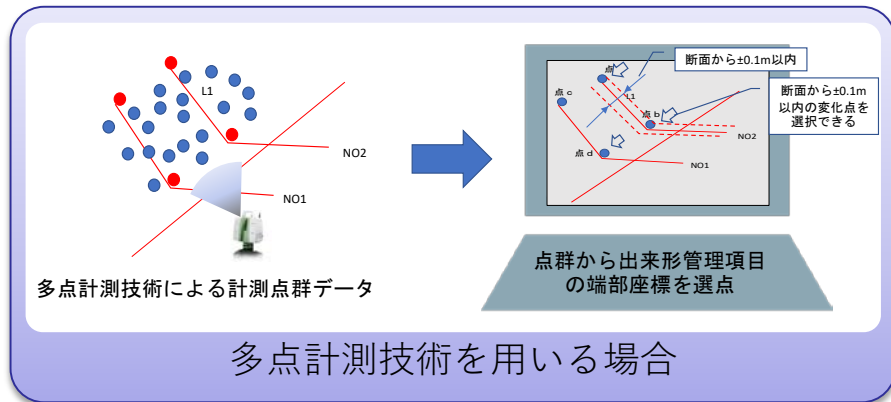 L1
NO2
NO1
多点計測技術による計測点群データ
断面から±0.1m以内
断面から±0.1m
以内の変化点を
選択できる
点
点 c
L1
点 b
点 d
NO2
NO1
点群から出来形管理項目
の端部座標を選点
多点計測技術を用いる場合